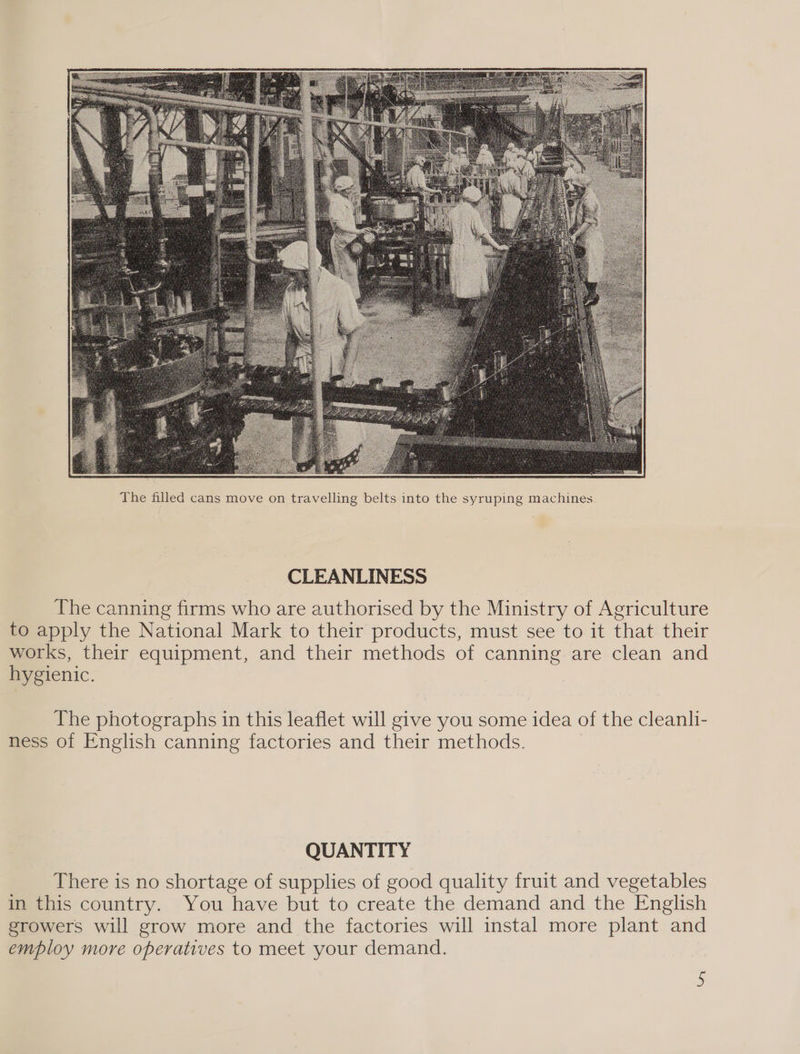 The filled cans move on travelling belts into the syruping machines.
CLEANLINESS
The canning firms who are authorised by the Ministry of Agriculture
to apply the National Mark to their products, must see to it that their
works, their equipment, and their methods of canning are clean and
hygienic.
The photographs in this leaflet will give you some idea of the cleanli-
ness of English canning factories and their methods.
QUANTITY
There is no shortage of supplies of good quality fruit and vegetables
in this country. You have but to create the demand and the English
growers will grow more and the factories will instal more plant and
employ more operatives to meet your demand.
5